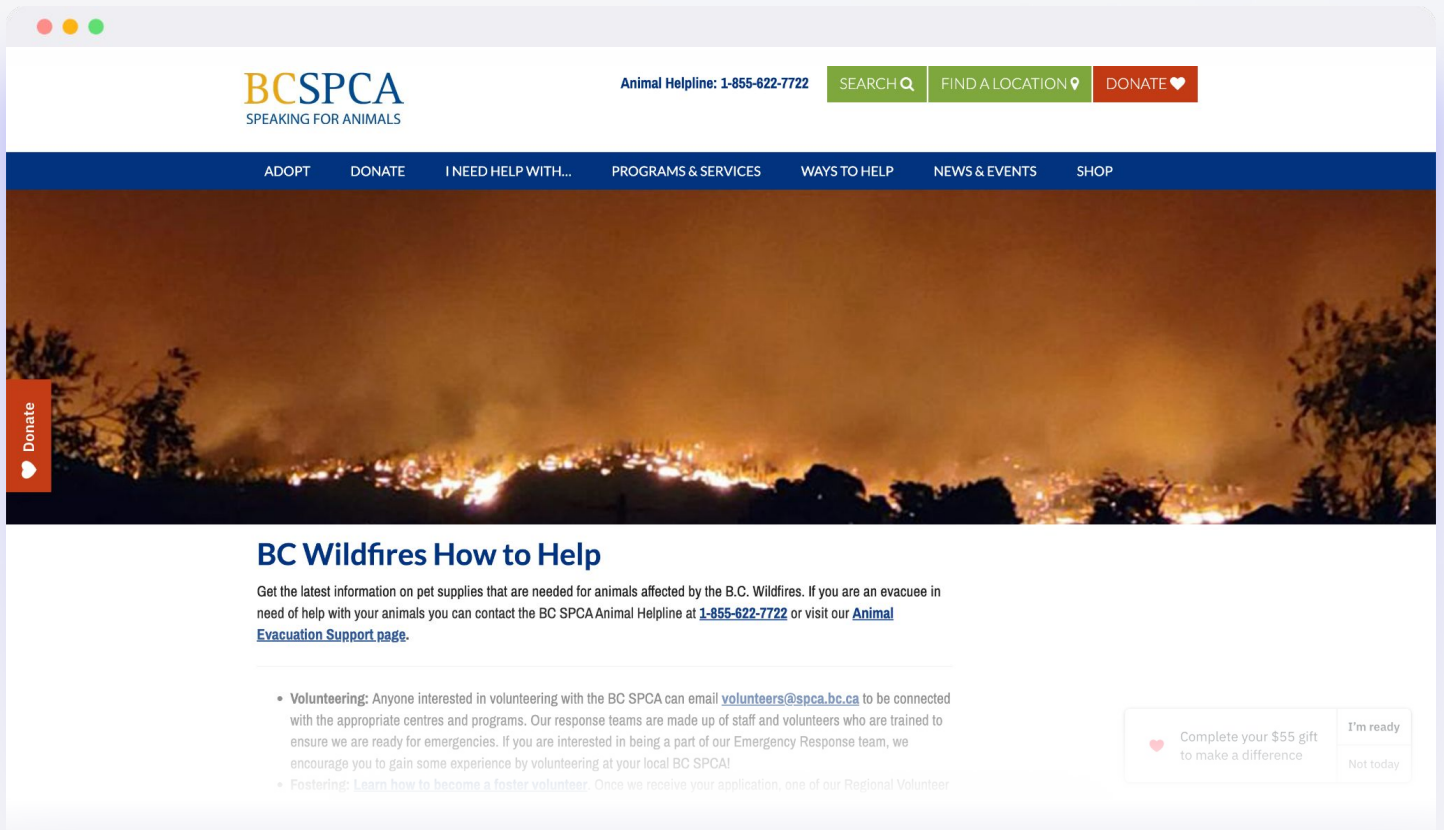 BCSPCA
SPEAKING FOR ANIMALS
Animal Helpline: 1-855-622-7722
SEARCH
FIND A LOCATION
DONATE
ADOPT
DONATE
I NEED HELP WITH...
PROGRAMS & SERVICES
WAYS TO HELP
NEWS & EVENTS
SHOP
Donate
BC Wildfires How to Help
Get the latest information on pet supplies that are needed for animals affected by the B.C. Wildfires. If you are an evacuee in
need of help with your animals you can contact the BC SPCA Animal Helpline at 1-855-622-7722 or visit our Animal
Evacuation Support page.
• Volunteering: Anyone interested in volunteering with the BC SPCA can email volunteers@spca.bc.ca to be connected
with the appropriate centres and programs. Our response teams are made up of staff and volunteers who are trained to
ensure we are ready for emergencies. If you are interested in being a part of our Emergency Response team, we
encourage you to gain some experience by volunteering at your local BC SPCA!
• Fostering: Learn how to become a foster volunteer. Once we receive your application, one of our Regional Volunteer
Complete your $55 gift
to make a difference
I'm ready
Not today